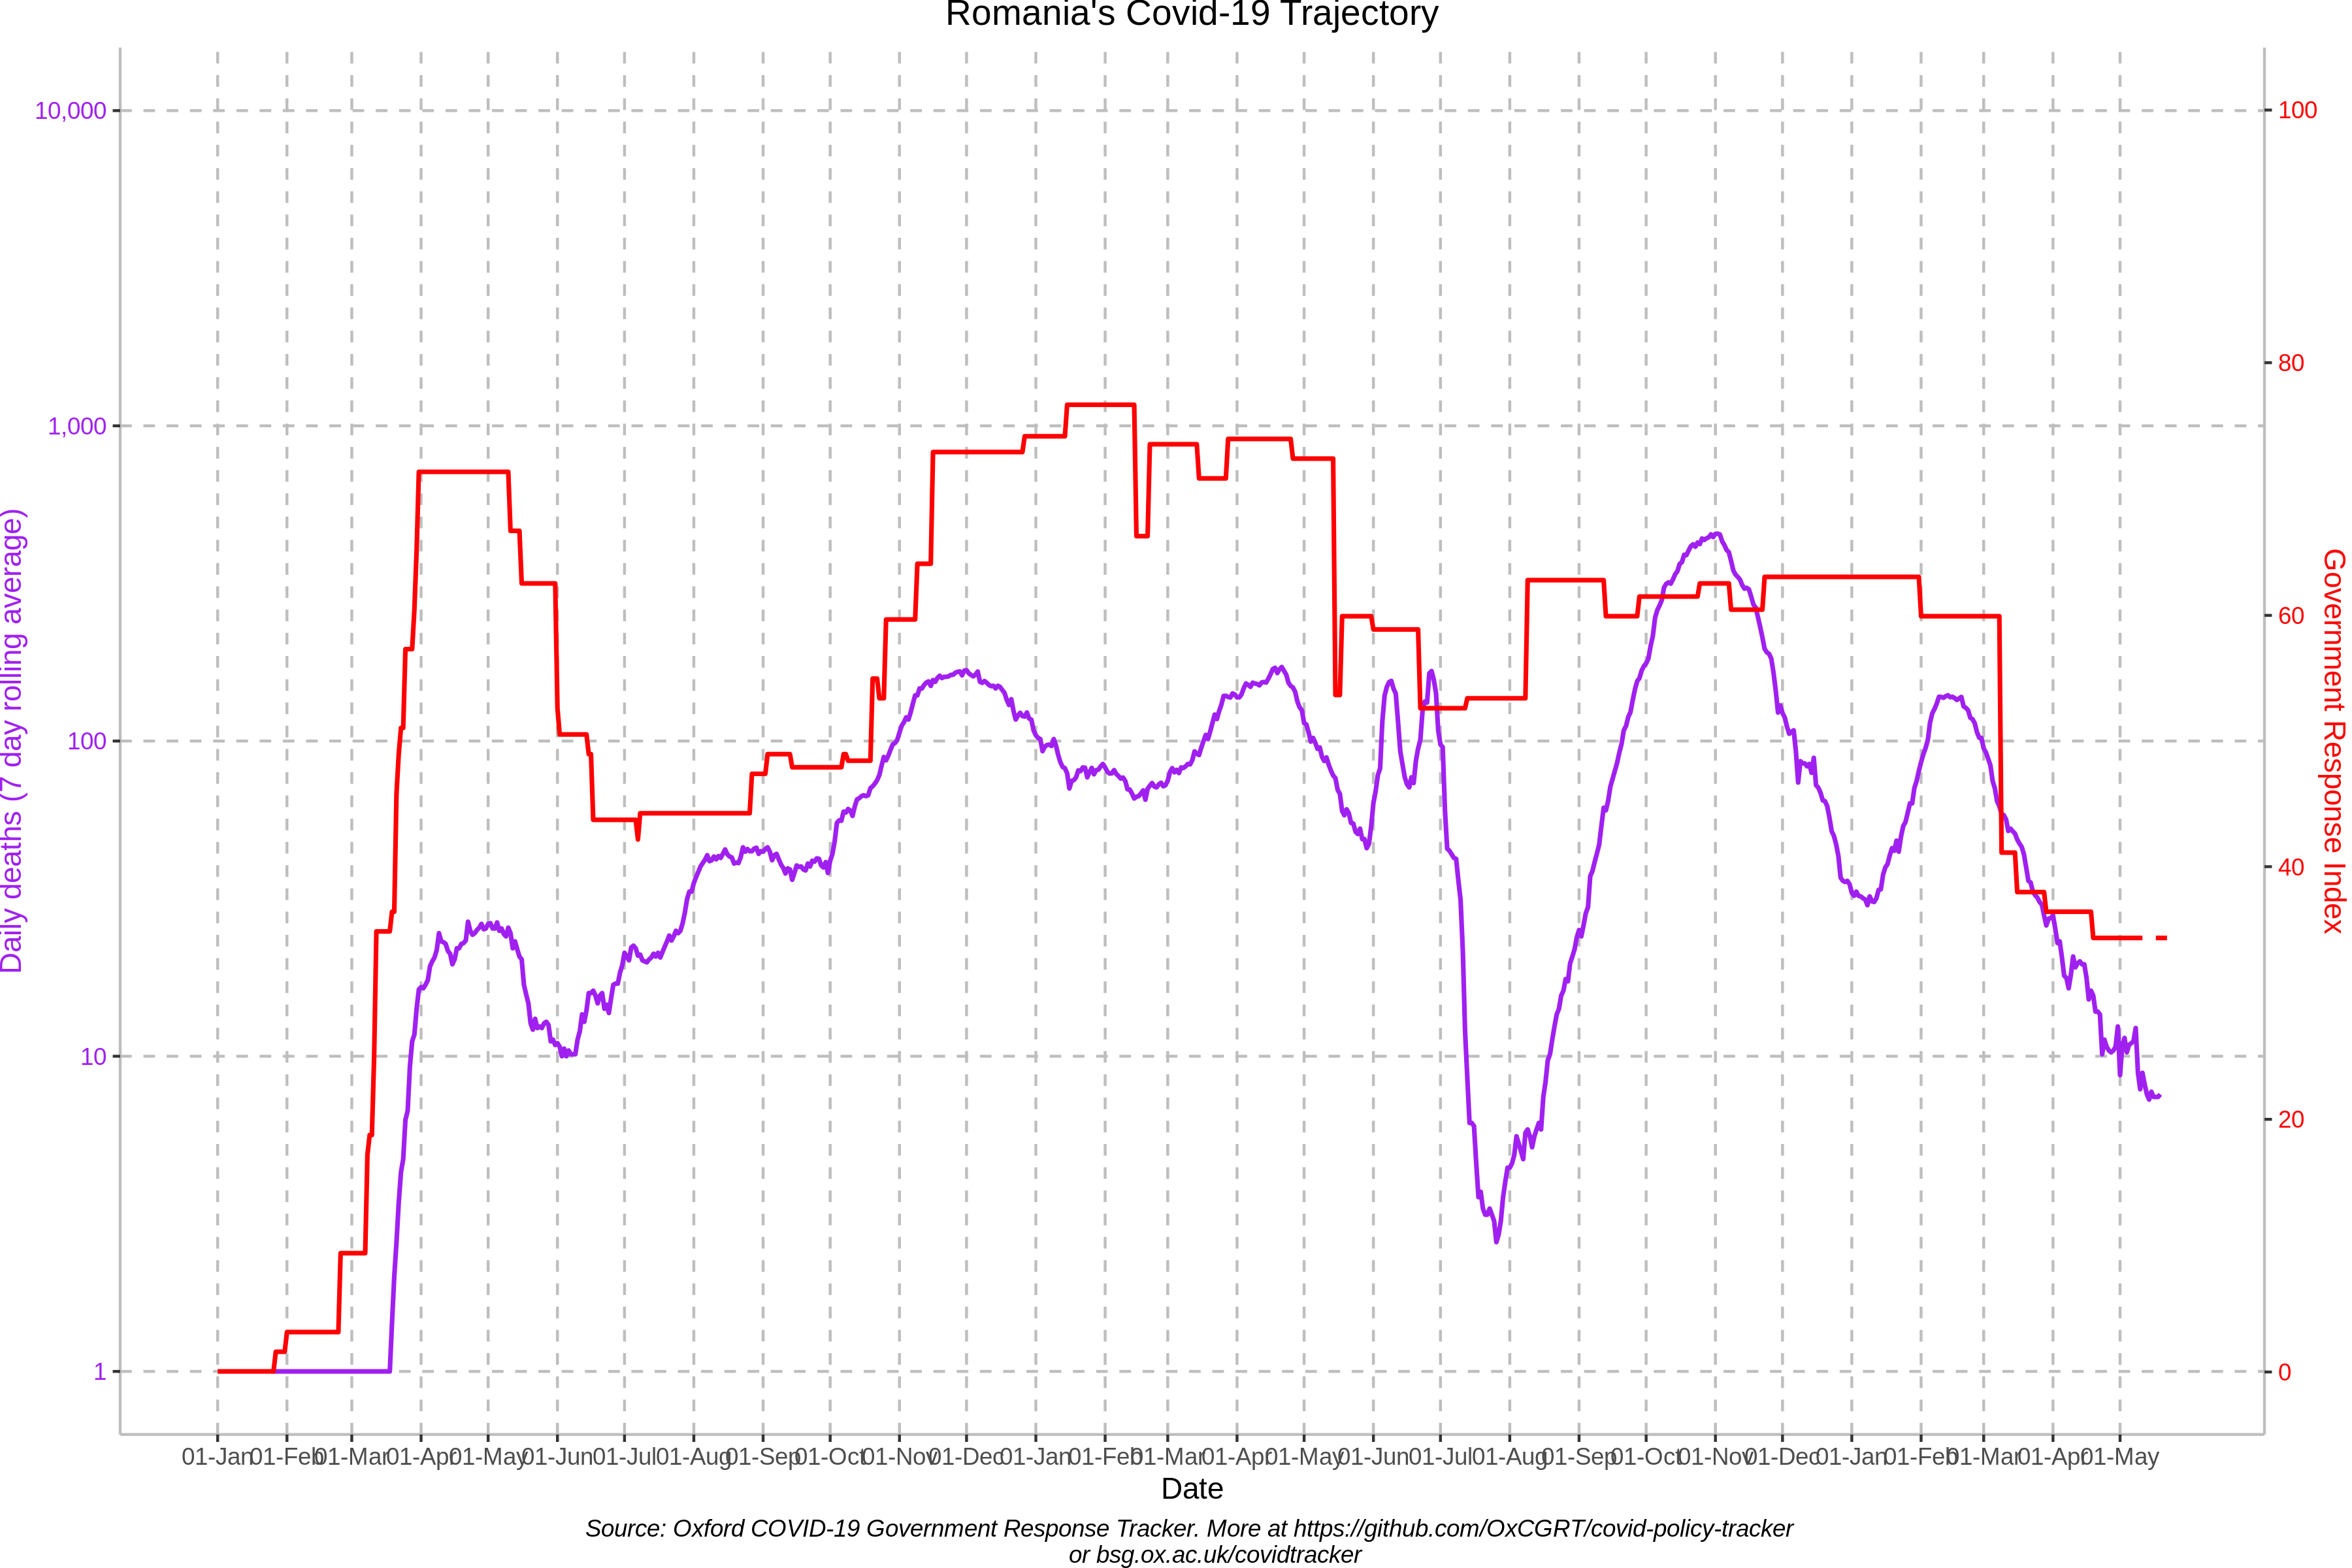 Romania's Covid-19 Trajectory
10,000
1,000
100
10
1
Daily deaths (7 day rolling average)
100
80
60
40
20
0
Government Response Index
01-Jan 01-Feb 01-Mar 01-Apr 01-May 01-Jun 01-Jul 01-Aug 01-Sep 01-Oct 01-Nov 01-Dec 01-Jan 01-Feb 01-Mar 01-Apr 01-May 01-Jun 01-Jul 01-Aug 01-Sep 01-Oct 01-Nov 01-Dec 01-Jan 01-Feb 01-Mar 01-Apr 01-May
Date
Source: Oxford COVID-19 Government Response Tracker. More at https://github.com/OxCGRT/covid-policy-tracker
or bsg.ox.ac.uk/covidtracker